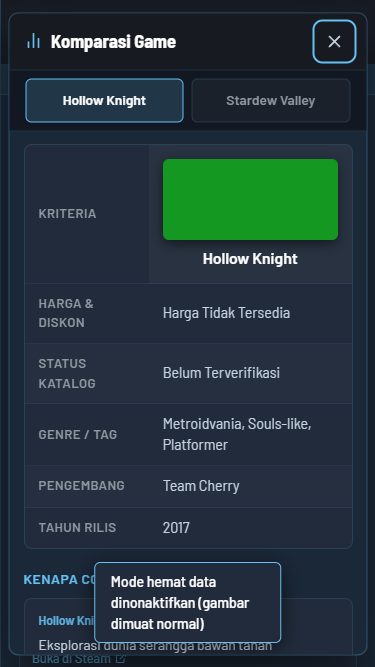 Komparasi Game
Hollow Knight
Stardew Valley
KRITERIA
Hollow Knight
HARGA &
DISKON
Harga Tidak Tersedia
STATUS
KATALOG
Belum Terverifikasi
GENRE / TAG
Metroidvania, Souls-like,
Platformer
PENGEMBANG
Team Cherry
TAHUN RILIS
2017
KENAPA
Mode hemat data
dinonaktifkan (gambar
dimuat normal)
Hollow
Eksplorasi dunia serangga bawah tanah
Buka di Steam